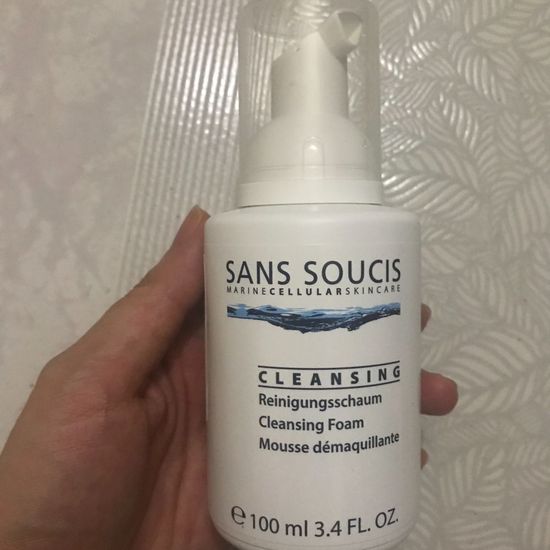 SANS SOUCIS
MARINECELLULARSKINCARE
CLEANSING
Reinigungsschaum
Cleansing Foam
Mousse démaquillante
℮ 100 ml 3.4 FL. OZ.